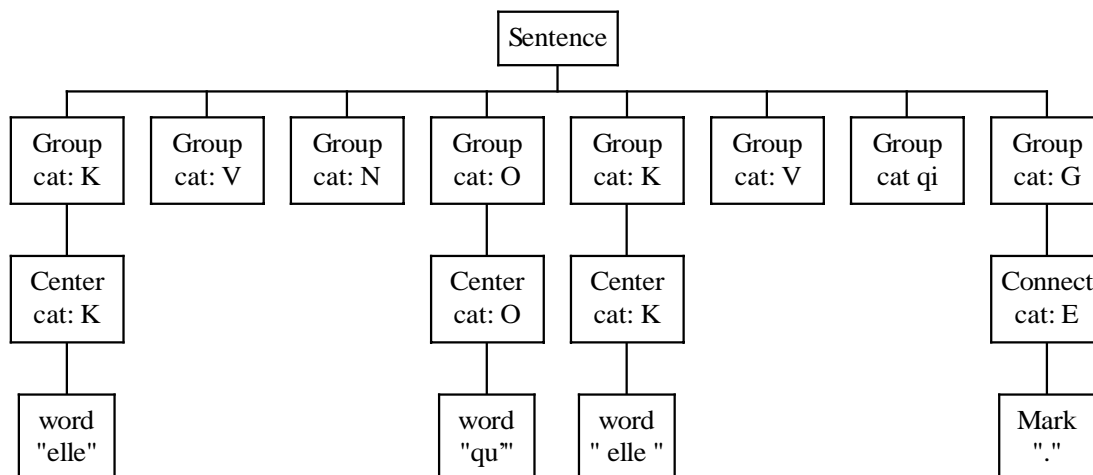 Sentence
Group
cat: K
Group
cat: V
Group
cat: N
Group
cat: O
Group
cat: K
Group
cat: V
Group
cat qi
Group
cat: G
Center
cat: K
Center
cat: O
Center
cat: K
Connect
cat: E
word
"elle"
word
"qu'"
word
" elle "
Mark
"."